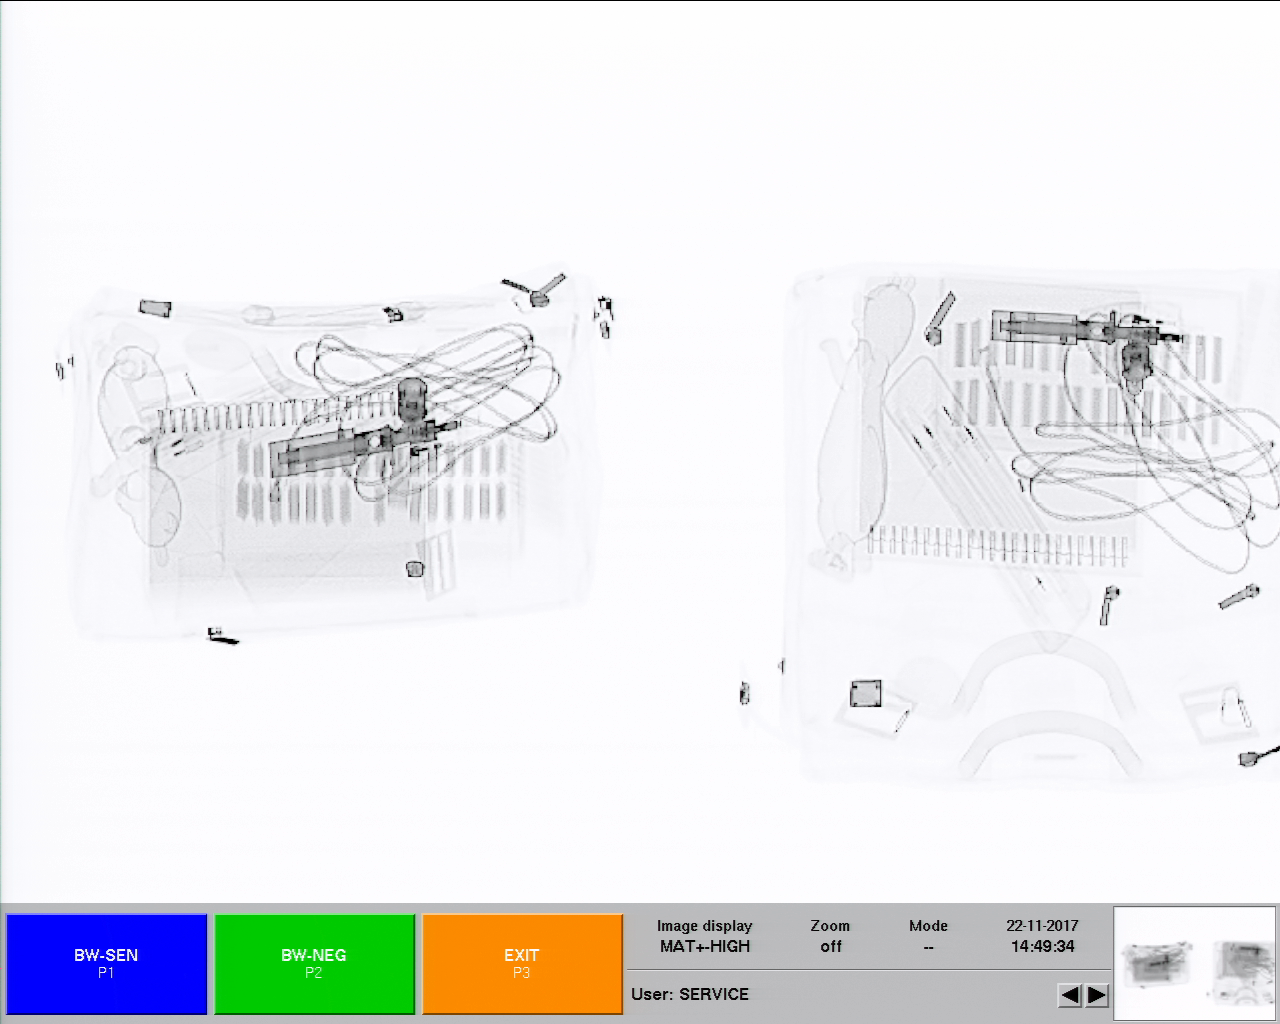 BW-SEN
P1
BW-NEG
P2
EXIT
P3
Image display
MAT+-HIGH
Zoom
off
Mode
--
22-11-2017
14:49:34
User: SERVICE